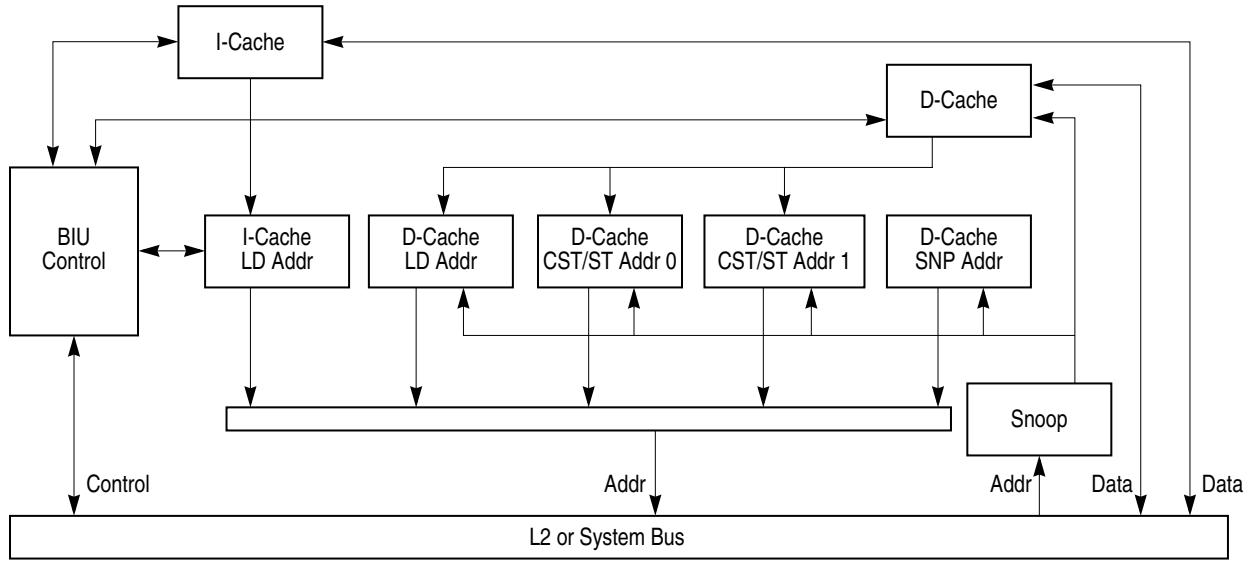 I-Cache
D-Cache
BIU
Control
I-Cache
LD Addr
D-Cache
LD Addr
D-Cache
CST/ST Addr 0
D-Cache
CST/ST Addr 1
D-Cache
SNP Addr
Snoop
Control
Addr
Addr
Data
Data
L2 or System Bus